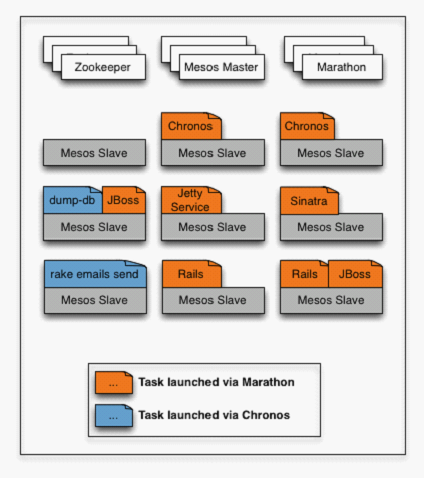 Zookeeper
Mesos Master
Marathon
Chronos
Chronos
Mesos Slave
Mesos Slave
Mesos Slave
dump-db
JBoss
Jetty
Service
Sinatra
Mesos Slave
Mesos Slave
Mesos Slave
rake emails send
Rails
Rails
JBoss
Mesos Slave
Mesos Slave
Mesos Slave
... Task launched via Marathon
... Task launched via Chronos